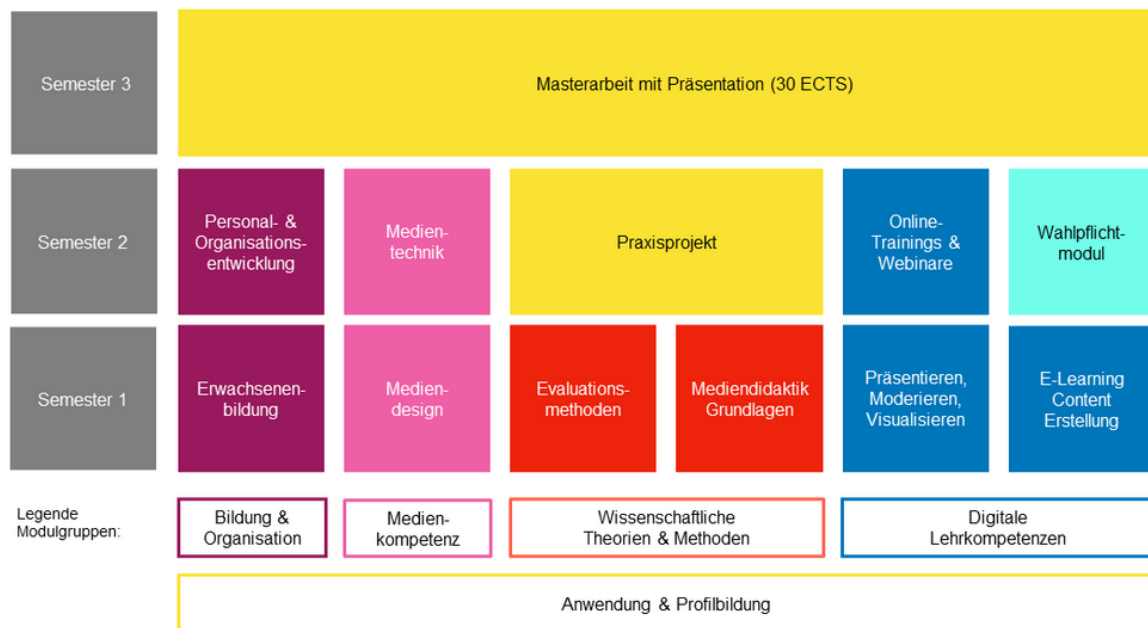 Semester 3
Masterarbeit mit Präsentation (30 ECTS)
Semester 2
Personal- &
Organisations-
entwicklung
Medien-
technik
Praxisprojekt
Online-
Trainings &
Webinare
Wahlpflicht-
modul
Semester 1
Erwachsenen-
bildung
Medien-
design
Evaluations-
methoden
Mediendidaktik
Grundlagen
Präsentieren,
Moderieren,
Visualisieren
E-Learning
Content
Erstellung
Legende
Modulgruppen:
Bildung &
Organisation
Medien-
kompetenz
Wissenschaftliche
Theorien & Methoden
Digitale
Lehrkompetenzen
Anwendung & Profilbildung